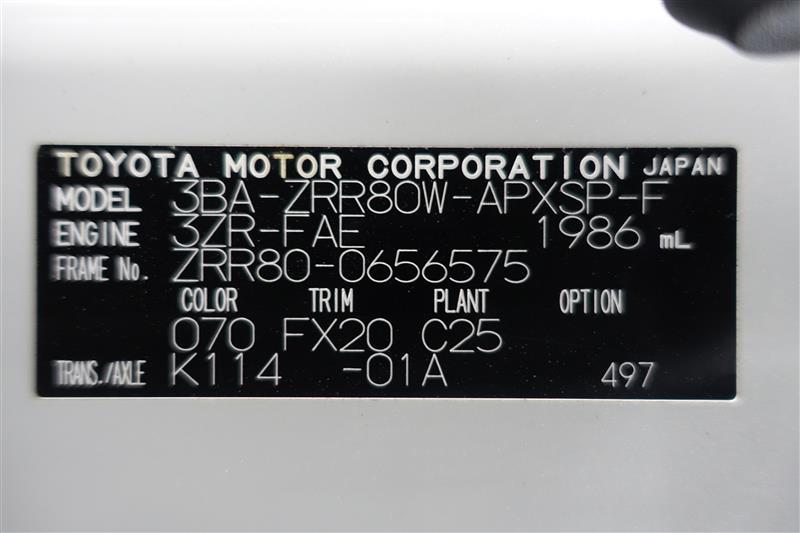 TOYOTA MOTOR CORPORATION JAPAN
MODEL 3BA-ZRR80W-APXSP-F
ENGINE 3ZR-FAE 1986 mL
FRAME No. ZRR80-0656575
COLOR TRIM PLANT OPTION
070 FX20 C25
TRANS./AXLE K114 -01A 497